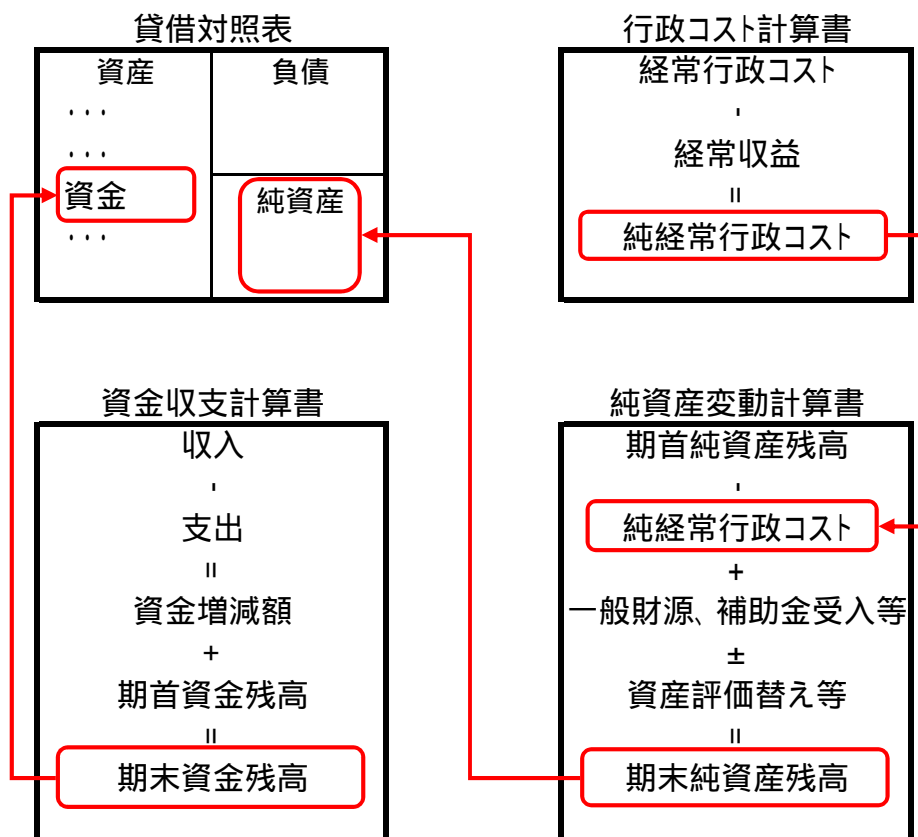 貸借対照表
資産
・・・
・・・
資金
・・・
負債
純資産
行政コスト計算書
経常行政コスト
-
経常収益
=
純経常行政コスト
資金収支計算書
収入
-
支出
=
資金増減額
+
期首資金残高
=
期末資金残高
純資産変動計算書
期首純資産残高
-
純経常行政コスト
+
一般財源、補助金受入等
±
資産評価替え等
=
期末純資産残高